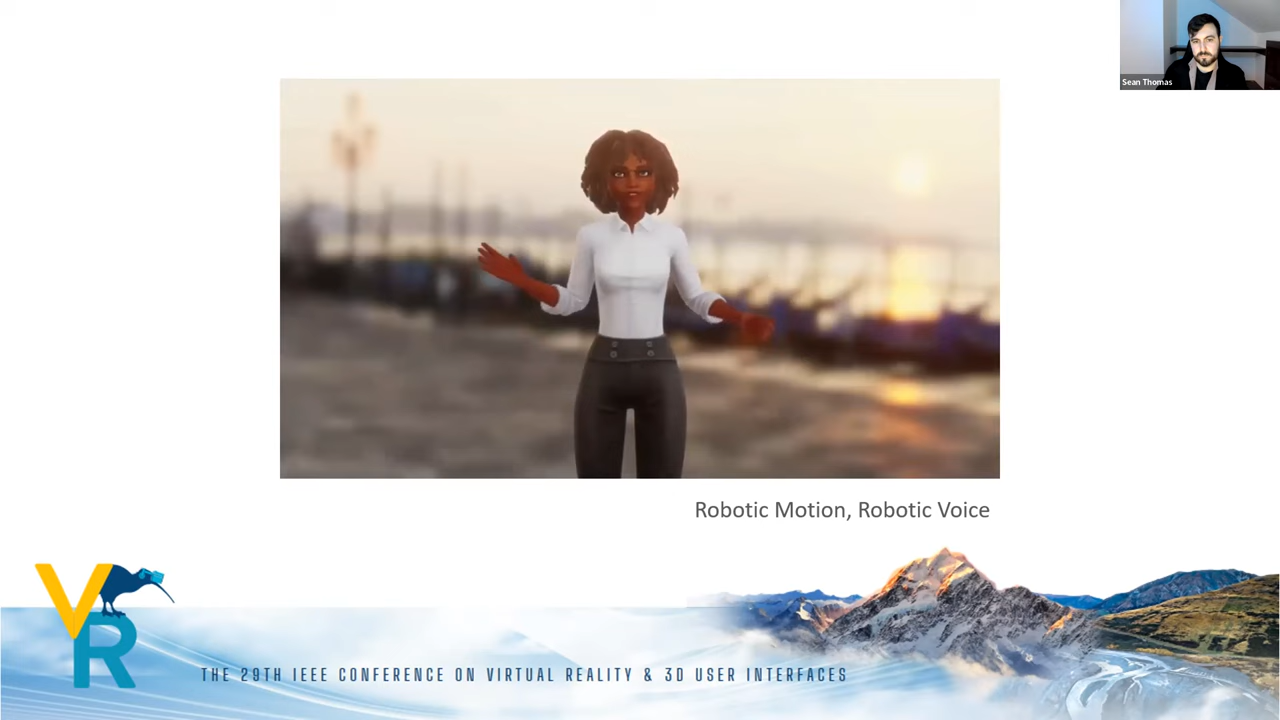 Sean Thomas
Robotic Motion, Robotic Voice
VR
THE 29TH IEEE CONFERENCE ON VIRTUAL REALITY & 3D USER INTERFACES